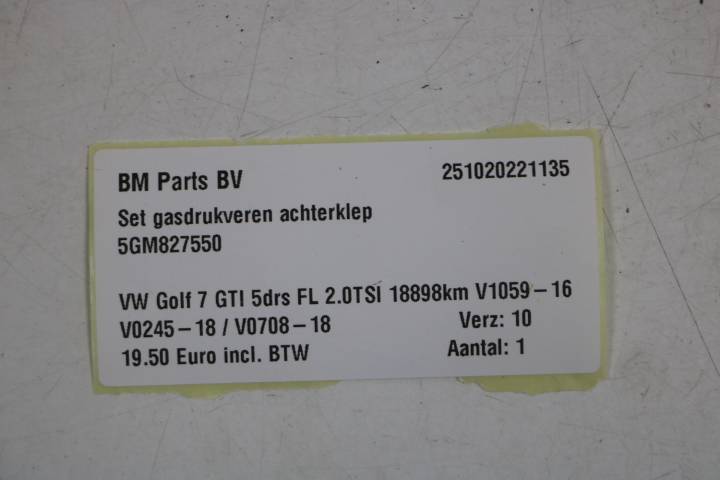 BM Parts BV 251020221135
Set gasdrukveren achterklep
5GM827550
VW Golf 7 GTI 5drs FL 2.0TSI 18898km V1059-16
V0245-18 / V0708-18 Verz: 10
19.50 Euro incl. BTW Aantal: 1